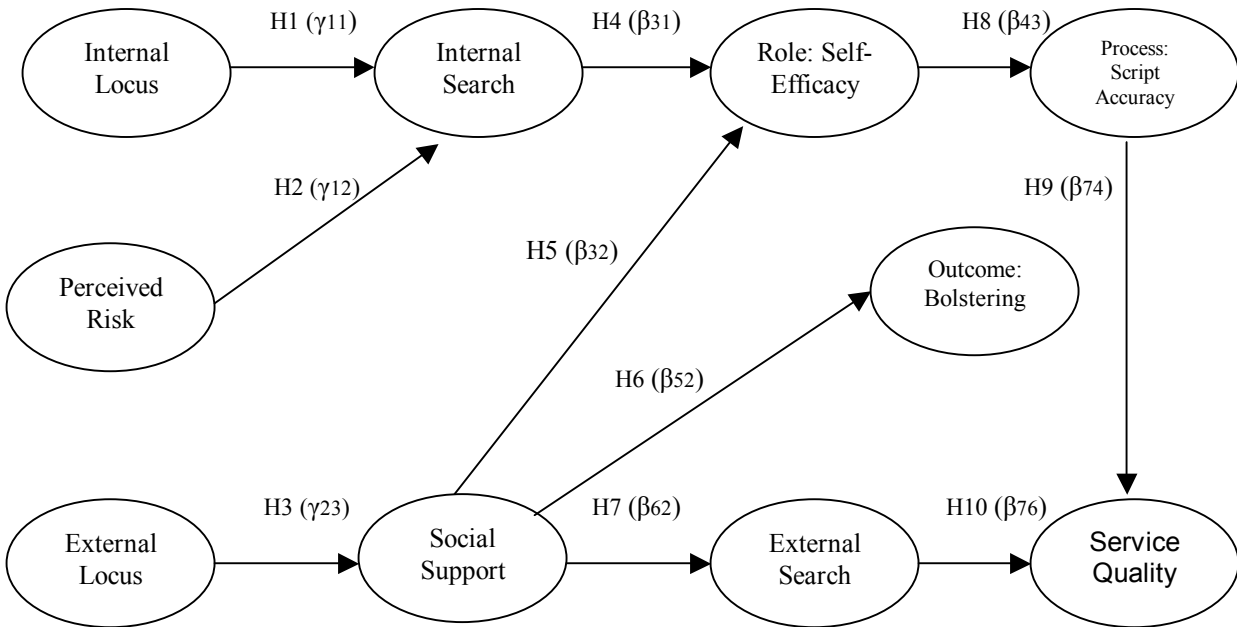 H1 (γ11)
H4 (β31)
H8 (β43)
Internal
Locus
Internal
Search
Role: Self-
Efficacy
Process:
Script
Accuracy
H2 (γ12)
H9 (β74)
H5 (β32)
Perceived
Risk
Outcome:
Bolstering
H6 (β52)
H3 (γ23)
H7 (β62)
H10 (β76)
External
Locus
Social
Support
External
Search
Service
Quality